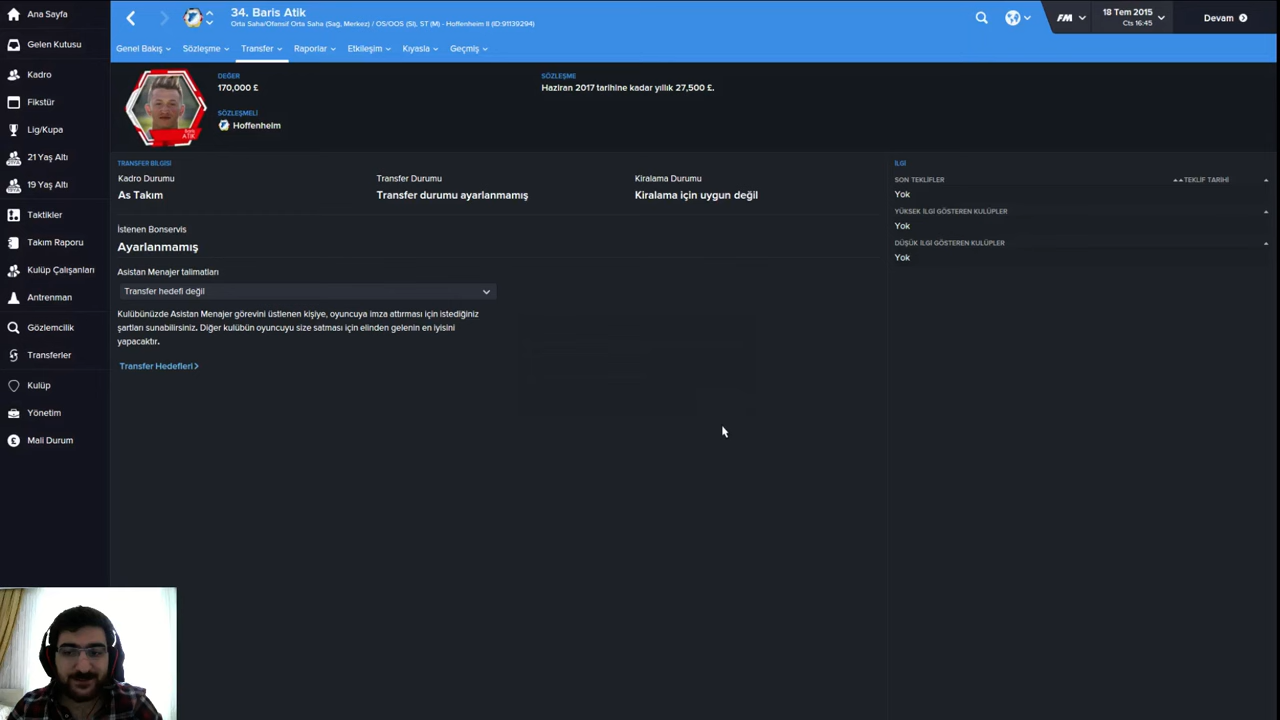 Ana Sayfa
Gelen Kutusu
Kadro
Fikstür
Lig/Kupa
21 Yaş Altı
19 Yaş Altı
Taktikler
Takım Raporu
Kulüp Çalışanları
Antrenman
Gözlemcilik
Transferler
Kulüp
Yönetim
Mali Durum
34. Baris Atik
Orta Saha/Ofansif Orta Saha (Sağ, Merkez) / OS/OOS (Sl), ST (M) - Hoffenheim II (ID:91139294)
FM
18 Tem 2015
Cts 16:45
Devam
Genel Bakış
Sözleşme
Transfer
Raporlar
Etkileşim
Kıyasla
Geçmiş
DEĞER
170,000 £
SÖZLEŞMELİ
Hoffenheim
SÖZLEŞME
Haziran 2017 tarihine kadar yıllık 27,500 £.
Baris
ATIK
TRANSFER BİLGİSİ
Kadro Durumu
As Takım
Transfer Durumu
Transfer durumu ayarlanmamış
Kiralama Durumu
Kiralama için uygun değil
İstenen Bonservis
Ayarlanmamış
Asistan Menajer talimatları
Transfer hedefi değil
Kulübünüzde Asistan Menajer görevini üstlenen kişiye, oyuncuya imza attırması için istediğiniz
şartları sunabilirsiniz. Diğer kulübün oyuncuyu size satması için elinden gelenin en iyisini
yapacaktır.
Transfer Hedefleri
İLGİ
SON TEKLİFLER
TEKLİF TARİHİ
Yok
YÜKSEK İLGİ GÖSTEREN KULÜPLER
Yok
DÜŞÜK İLGİ GÖSTEREN KULÜPLER
Yok